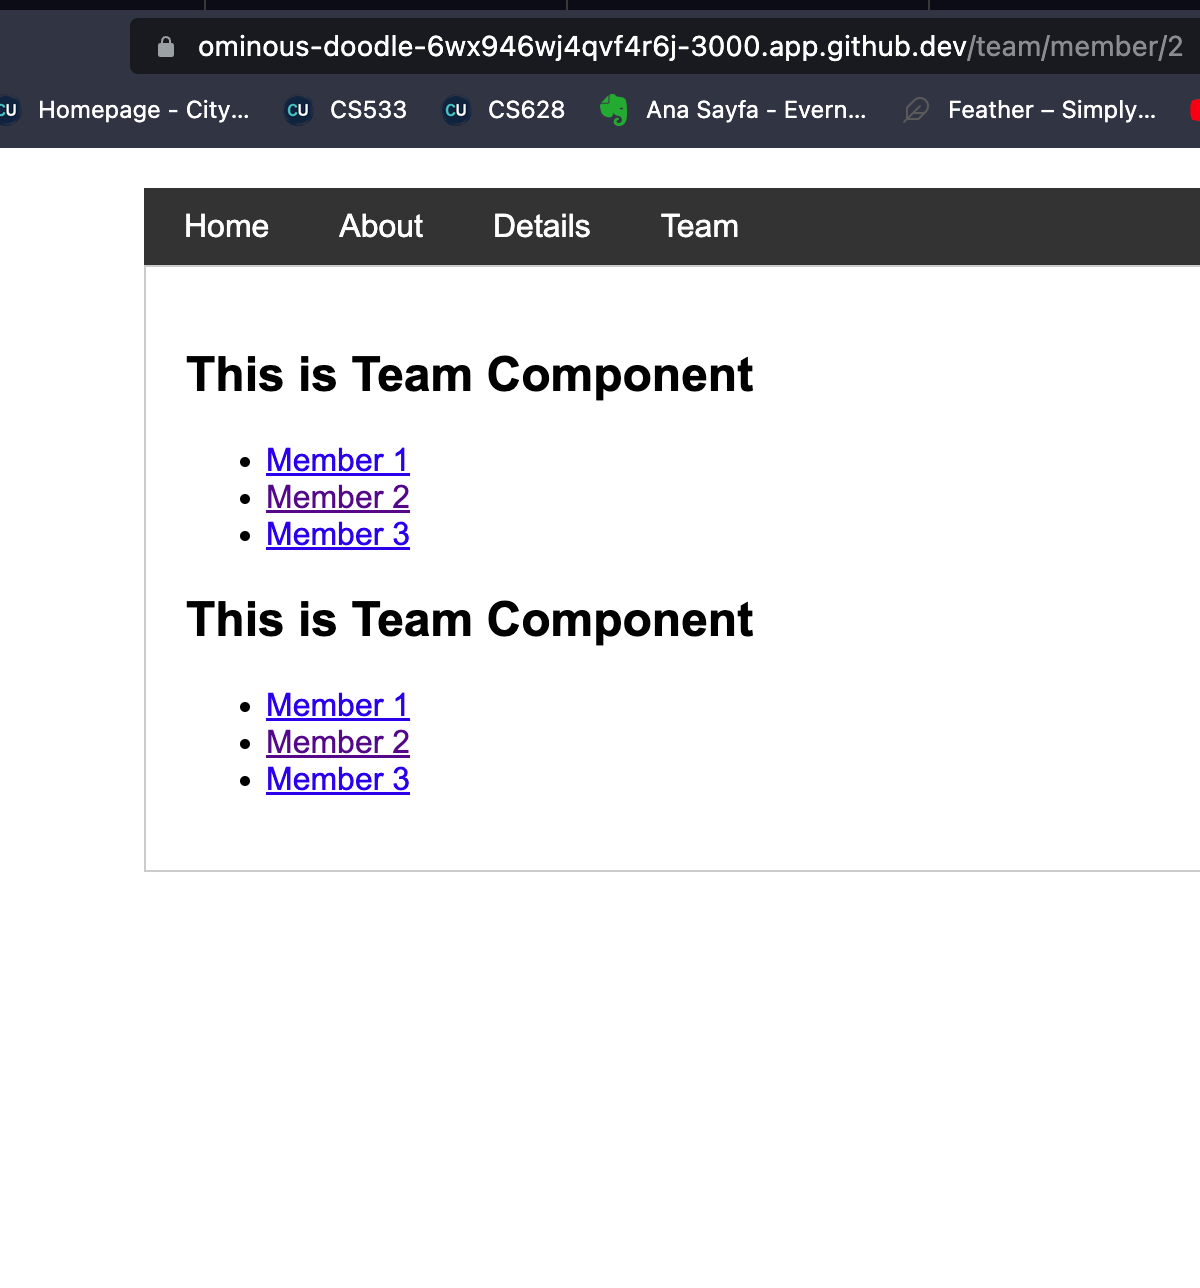 ominous-doodle-6wx946wj4qvf4r6j-3000.app.github.dev/team/member/2
CU Homepage - City... CU CS533 CU CS628 Ana Sayfa - Evern... Feather – Simply...
Home About Details Team
This is Team Component
Member 1
Member 2
Member 3
This is Team Component
Member 1
Member 2
Member 3